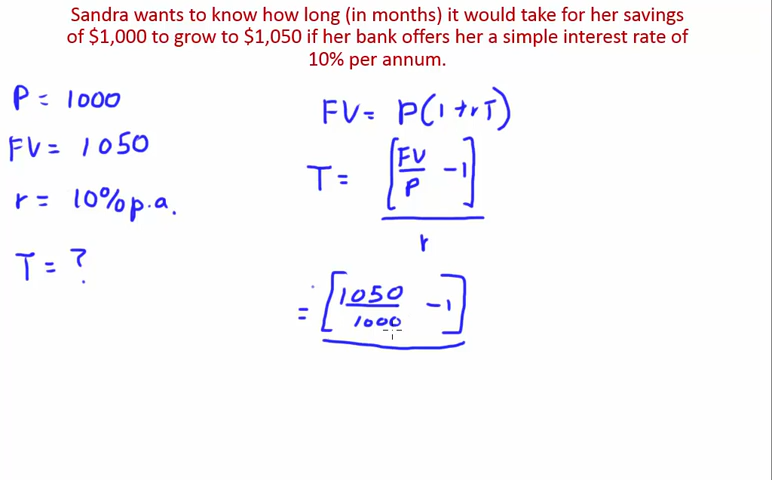 Sandra wants to know how long (in months) it would take for her savings
of $1,000 to grow to $1,050 if her bank offers her a simple interest rate of
10% per annum.
P = 1000
FV = 1050
r = 10% p.a.
T = ?
FV = P(1+rT)
T = [FV/P - 1]
r
= [1050/1000 - 1]